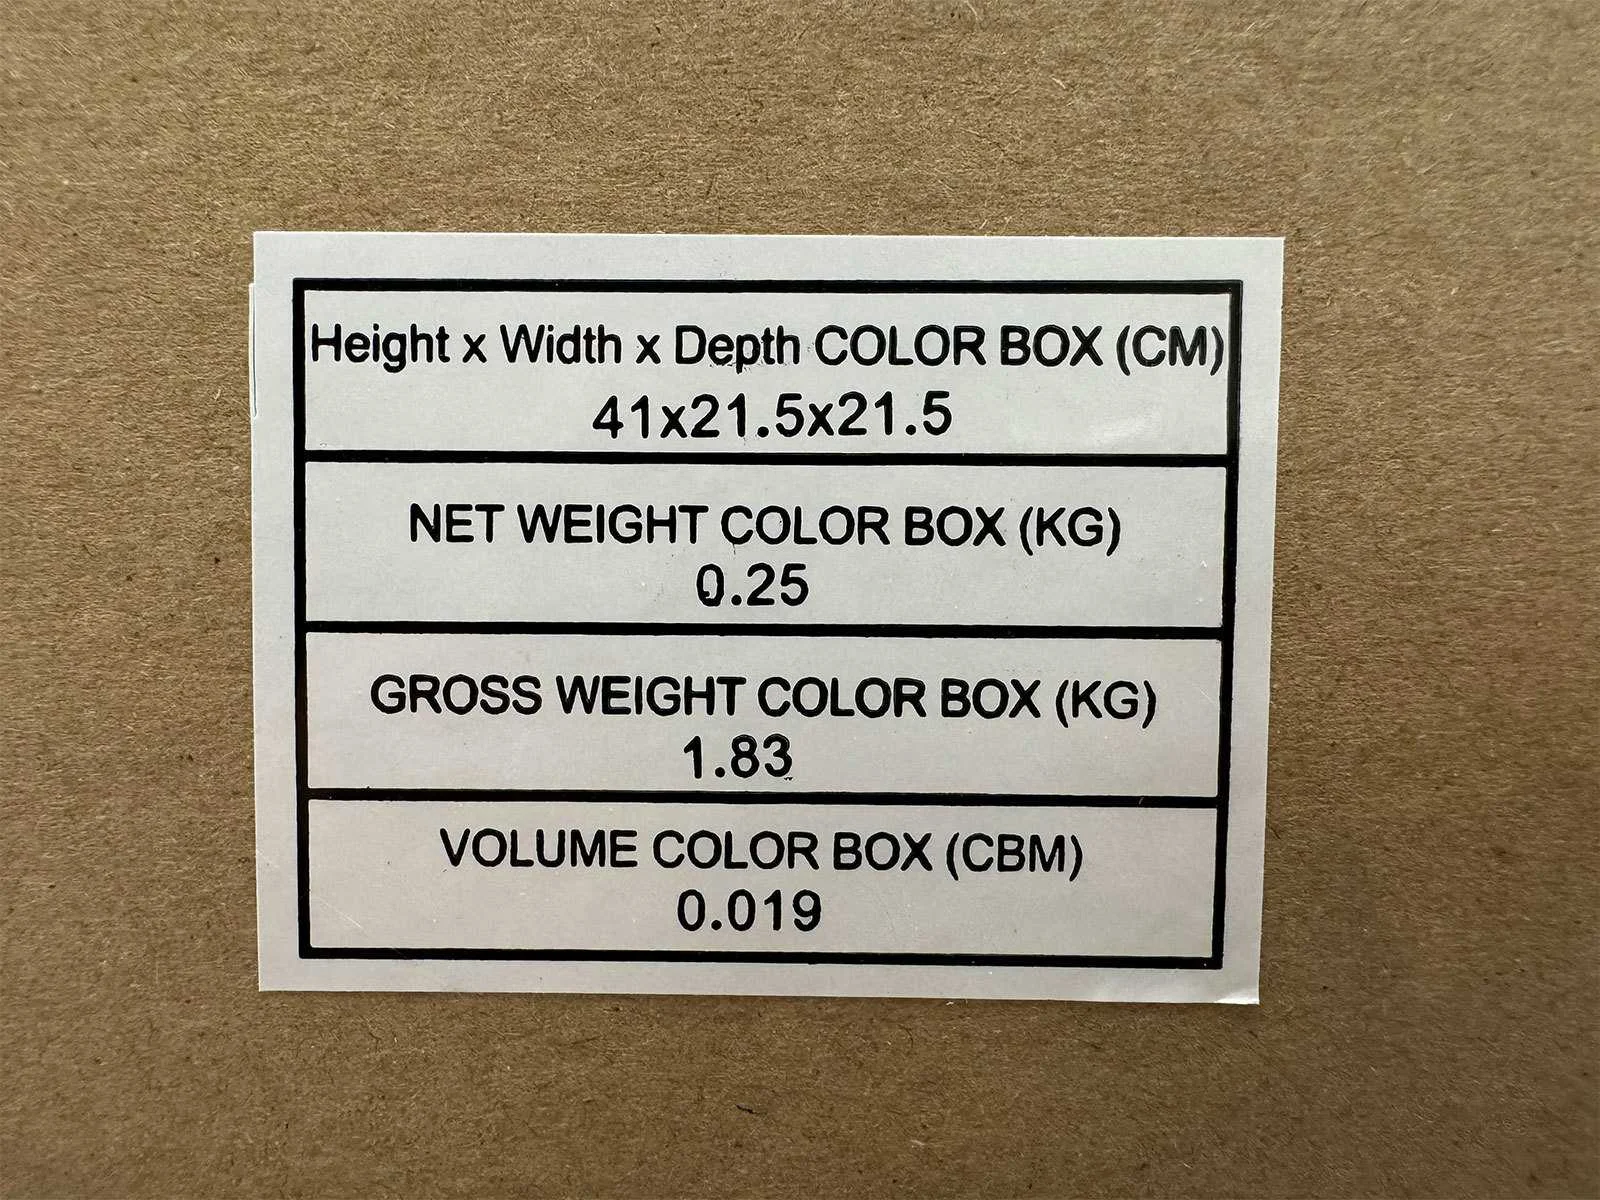 Height x Width x Depth COLOR BOX (CM)
41x21.5x21.5
NET WEIGHT COLOR BOX (KG)
0.25
GROSS WEIGHT COLOR BOX (KG)
1.83
VOLUME COLOR BOX (CBM)
0.019